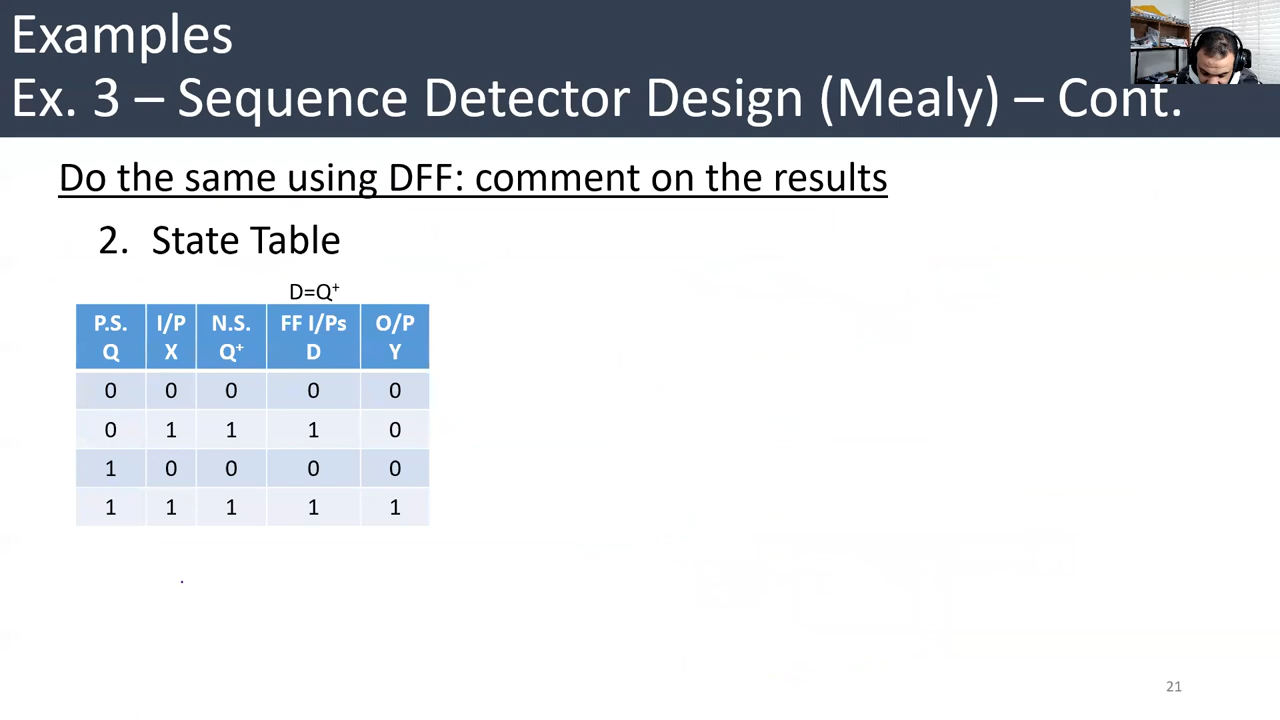 Examples
Ex. 3 – Sequence Detector Design (Mealy) – Cont.
Do the same using DFF: comment on the results
2. State Table
D=Q⁺
P.S. I/P N.S. FF I/Ps O/P
Q X Q⁺ D Y
0 0 0 0 0
0 1 1 1 0
1 0 0 0 0
1 1 1 1 1
21